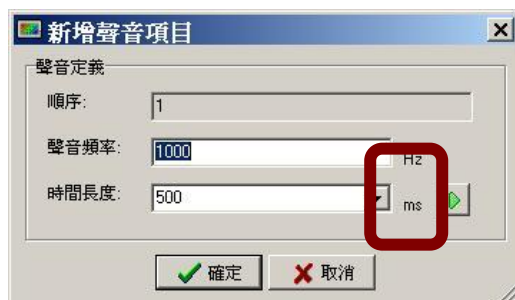 新增聲音項目
聲音定義
順序: 1
聲音頻率: 1000 Hz
時間長度: 500 ms
確定 取消